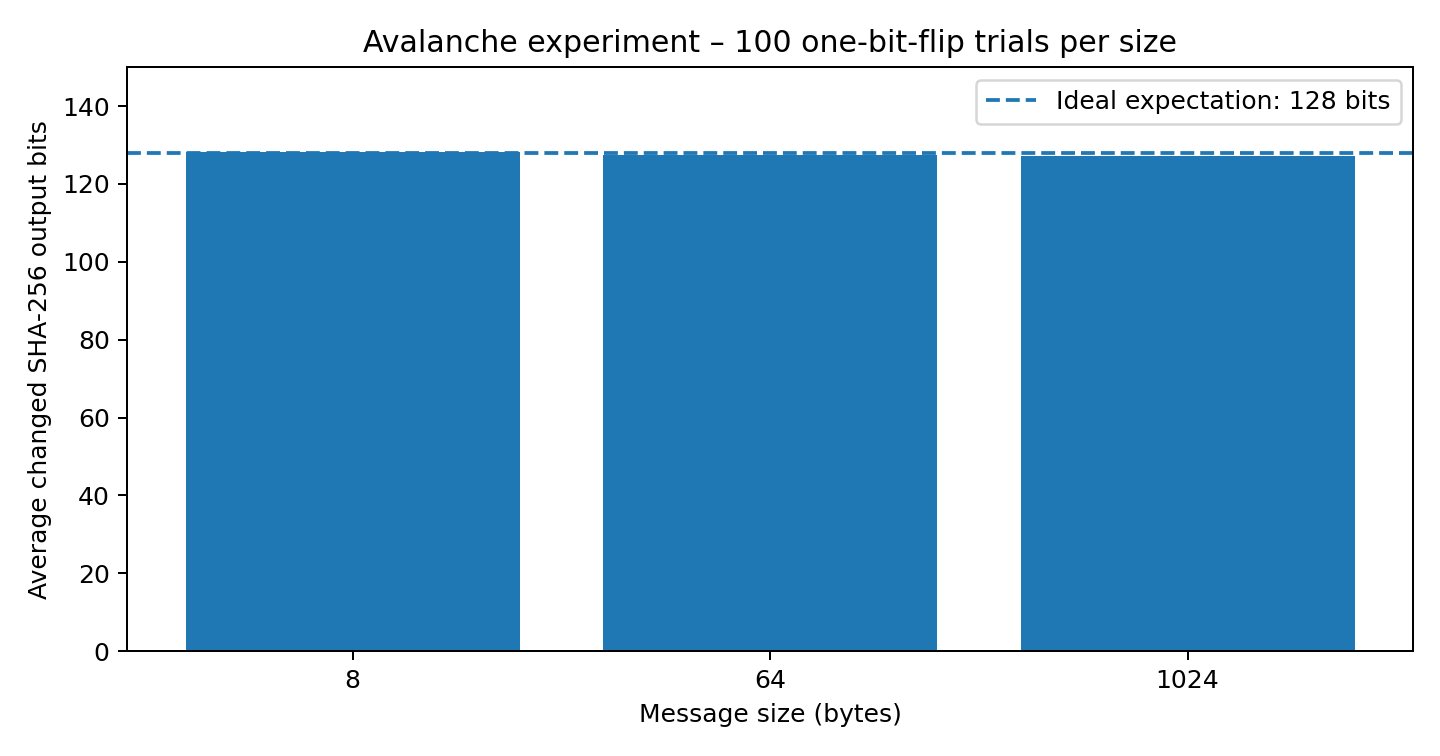 Avalanche experiment – 100 one-bit-flip trials per size
Ideal expectation: 128 bits
Average changed SHA-256 output bits
140
120
100
80
60
40
20
0
8
64
1024
Message size (bytes)